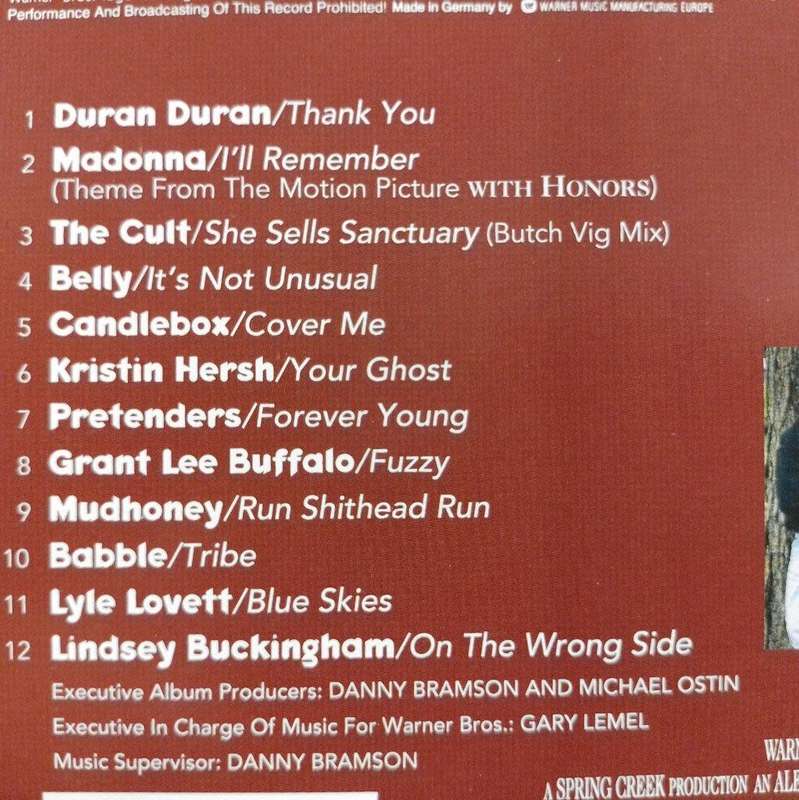 Performance And Broadcasting Of This Record Prohibited! Made in Germany by WARNER MUSIC MANUFACTURING EUROPE
1 Duran Duran/Thank You
2 Madonna/I'll Remember
(Theme From The Motion Picture WITH HONORS)
3 The Cult/She Sells Sanctuary (Butch Vig Mix)
4 Belly/It's Not Unusual
5 Candlebox/Cover Me
6 Kristin Hersh/Your Ghost
7 Pretenders/Forever Young
8 Grant Lee Buffalo/Fuzzy
9 Mudhoney/Run Shithead Run
10 Babble/Tribe
11 Lyle Lovett/Blue Skies
12 Lindsey Buckingham/On The Wrong Side
Executive Album Producers: DANNY BRAMSON AND MICHAEL OSTIN
Executive In Charge Of Music For Warner Bros.: GARY LEMEL
Music Supervisor: DANNY BRAMSON
A SPRING CREEK PRODUCTION AN